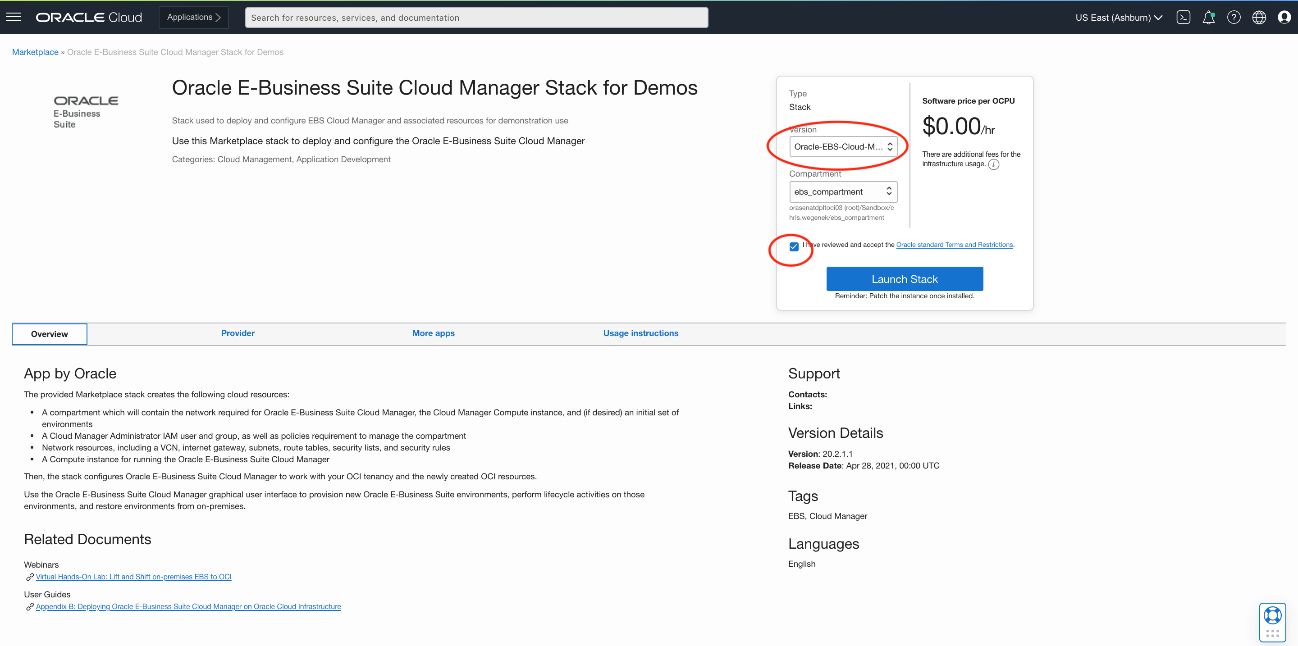 ORACLE Cloud
Applications
Search for resources, services, and documentation
US East (Ashburn)
Marketplace » Oracle E-Business Suite Cloud Manager Stack for Demos
ORACLE
E-Business
Suite
Oracle E-Business Suite Cloud Manager Stack for Demos
Stack used to deploy and configure EBS Cloud Manager and associated resources for demonstration use
Use this Marketplace stack to deploy and configure the Oracle E-Business Suite Cloud Manager
Categories: Cloud Management, Application Development
Type
Stack
Version
Oracle-EBS-Cloud-M...
Compartment
ebs_compartment
orasenatdpltoci03 (root)/Sandbox/c
hris.wegenek/ebs_compartment
Software price per OCPU
$0.00/hr
There are additional fees for the
infrastructure usage.
I have reviewed and accept the Oracle standard Terms and Restrictions.
Launch Stack
Reminder: Patch the instance once installed.
Overview
Provider
More apps
Usage instructions
App by Oracle
The provided Marketplace stack creates the following cloud resources:
• A compartment which will contain the network required for Oracle E-Business Suite Cloud Manager, the Cloud Manager Compute instance, and (if desired) an initial set of
environments
• A Cloud Manager Administrator IAM user and group, as well as policies requirement to manage the compartment
• Network resources, including a VCN, internet gateway, subnets, route tables, security lists, and security rules
• A Compute instance for running the Oracle E-Business Suite Cloud Manager
Then, the stack configures Oracle E-Business Suite Cloud Manager to work with your OCI tenancy and the newly created OCI resources.
Use the Oracle E-Business Suite Cloud Manager graphical user interface to provision new Oracle E-Business Suite environments, perform lifecycle activities on those
environments, and restore environments from on-premises.
Related Documents
Webinars
Virtual Hands-On Lab: Lift and Shift on-premises EBS to OCI
User Guides
Appendix B: Deploying Oracle E-Business Suite Cloud Manager on Oracle Cloud Infrastructure
Support
Contacts:
Links:
Version Details
Version: 20.2.1.1
Release Date: Apr 28, 2021, 00:00 UTC
Tags
EBS, Cloud Manager
Languages
English